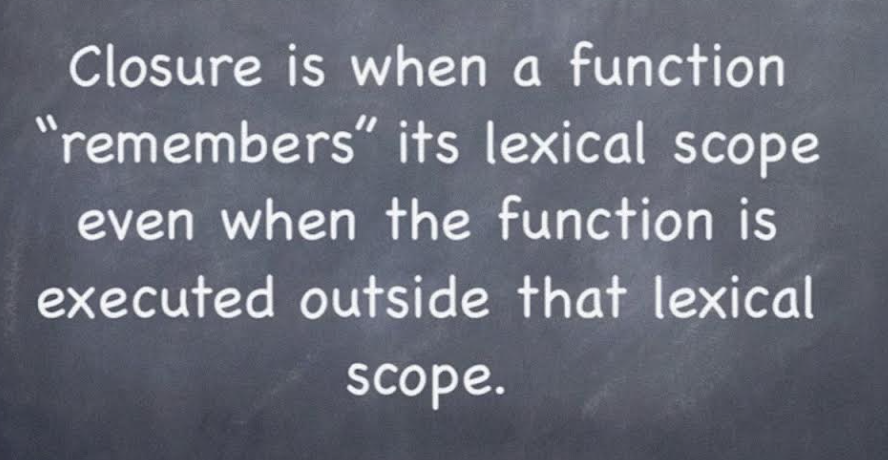 Closure is when a function
“remembers” its lexical scope
even when the function is
executed outside that lexical
scope.